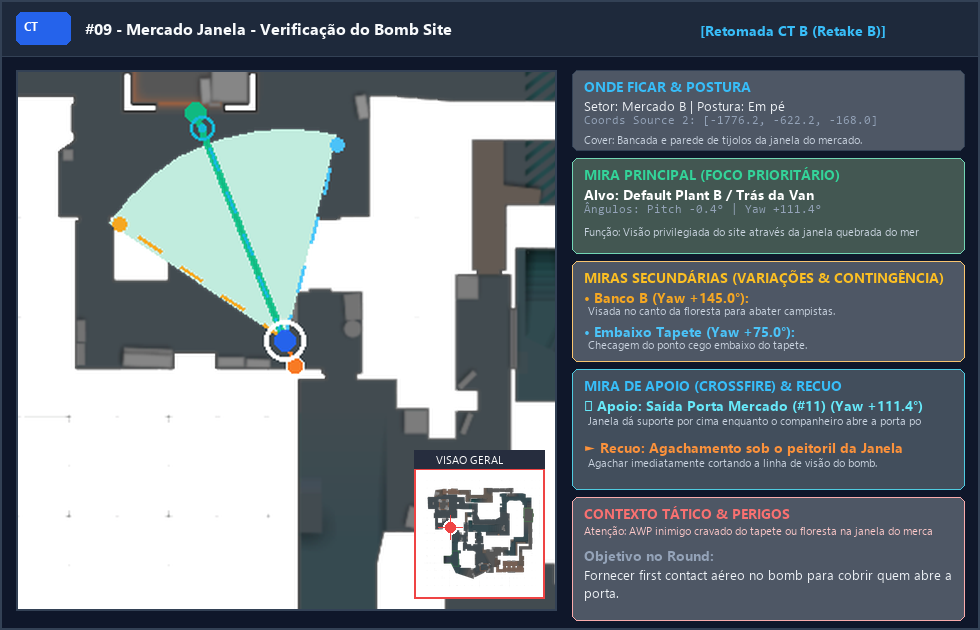 CT
#09 - Mercado Janela - Verificação do Bomb Site
[Retomada CT B (Retake B)]
ONDE FICAR & POSTURA
Setor: Mercado B | Postura: Em pé
Coords Source 2: [-1776.2, -622.2, -168.0]
Cover: Bancada e parede de tijolos da janela do mercado.
MIRA PRINCIPAL (FOCO PRIORITÁRIO)
Alvo: Default Plant B / Trás da Van
Ângulos: Pitch -0.4° | Yaw +111.4°
Função: Visão privilegiada do site através da janela quebrada do mer
MIRAS SECUNDÁRIAS (VARIAÇÕES & CONTINGÊNCIA)
• Banco B (Yaw +145.0°):
Visada no canto da floresta para abater campistas.
• Embaixo Tapete (Yaw +75.0°):
Checagem do ponto cego embaixo do tapete.
MIRA DE APOIO (CROSSFIRE) & RECUO
Apoio: Saída Porta Mercado (#11) (Yaw +111.4°)
Janela dá suporte por cima enquanto o companheiro abre a porta po
► Recuo: Agachamento sob o peitoril da Janela
Agachar imediatamente cortando a linha de visão do bomb.
CONTEXTO TÁTICO & PERIGOS
Atenção: AWP inimigo cravado do tapete ou floresta na janela do merca
Objetivo no Round:
Fornecer first contact aéreo no bomb para cobrir quem abre a
porta.
VISAO GERAL